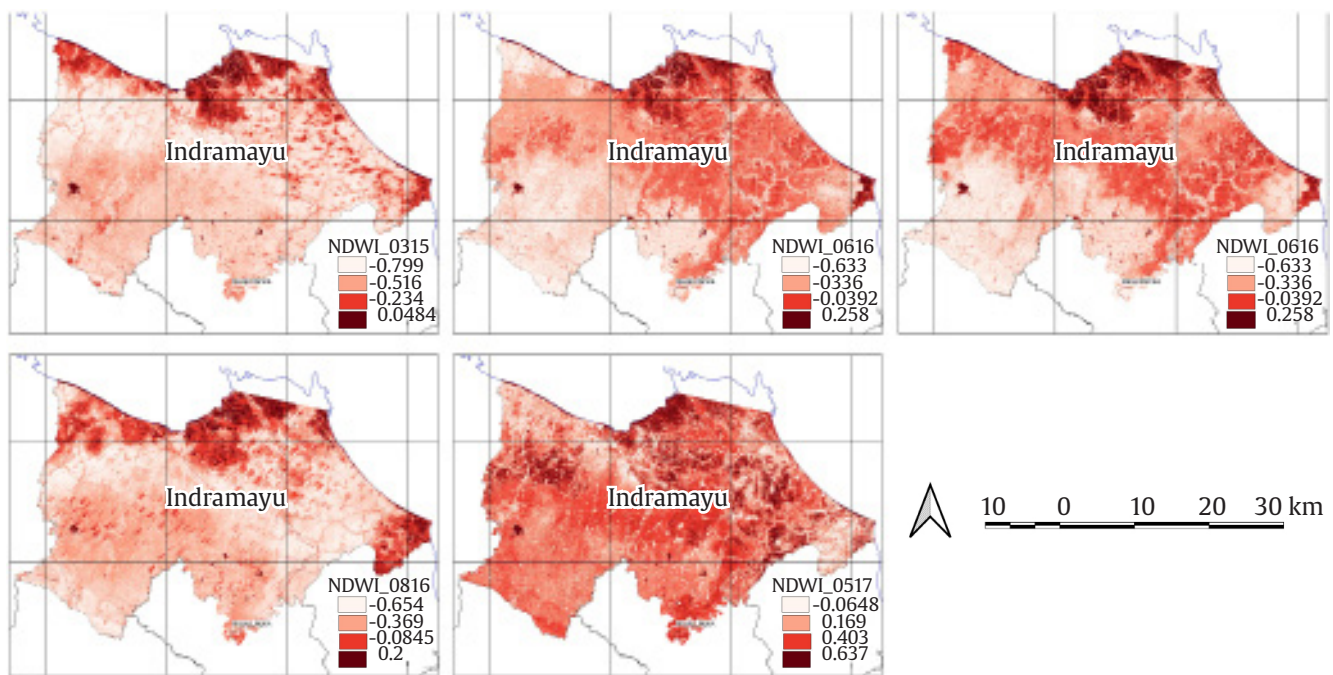 Indramayu
NDWI_0315
-0.799
-0.516
-0.234
0.0484
Indramayu
NDWI_0616
-0.633
-0336
-0.0392
0.258
Indramayu
NDWI_0616
-0.633
-0.336
-0.0392
0.258
Indramayu
NDWI_0816
-0.654
-0.369
-0.0845
0.2
Indramayu
NDWI_0517
-0.0648
0.169
0.403
0.637
10 0 10 20 30 km